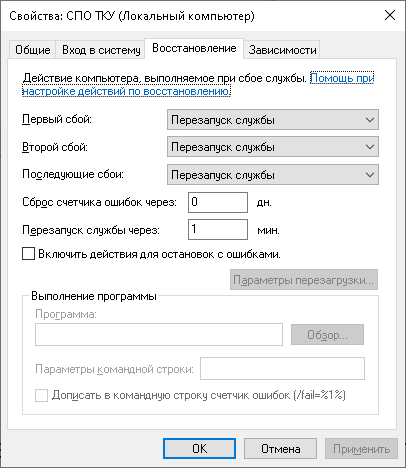 Свойства: СПО ТКУ (Локальный компьютер)
Общие Вход в систему Восстановление Зависимости
Действие компьютера, выполняемое при сбое службы. Помощь при
настройке действий по восстановлению.
Первый сбой: Перезапуск службы
Второй сбой: Перезапуск службы
Последующие сбои: Перезапуск службы
Сброс счетчика ошибок через: 0 дн.
Перезапуск службы через: 1 мин.
Включить действия для остановок с ошибками.
Параметры перезагрузки...
Выполнение программы
Программа:
Обзор...
Параметры командной строки:
Дописать в командную строку счетчик ошибок (/fail=%1%)
ОК Отмена Применить